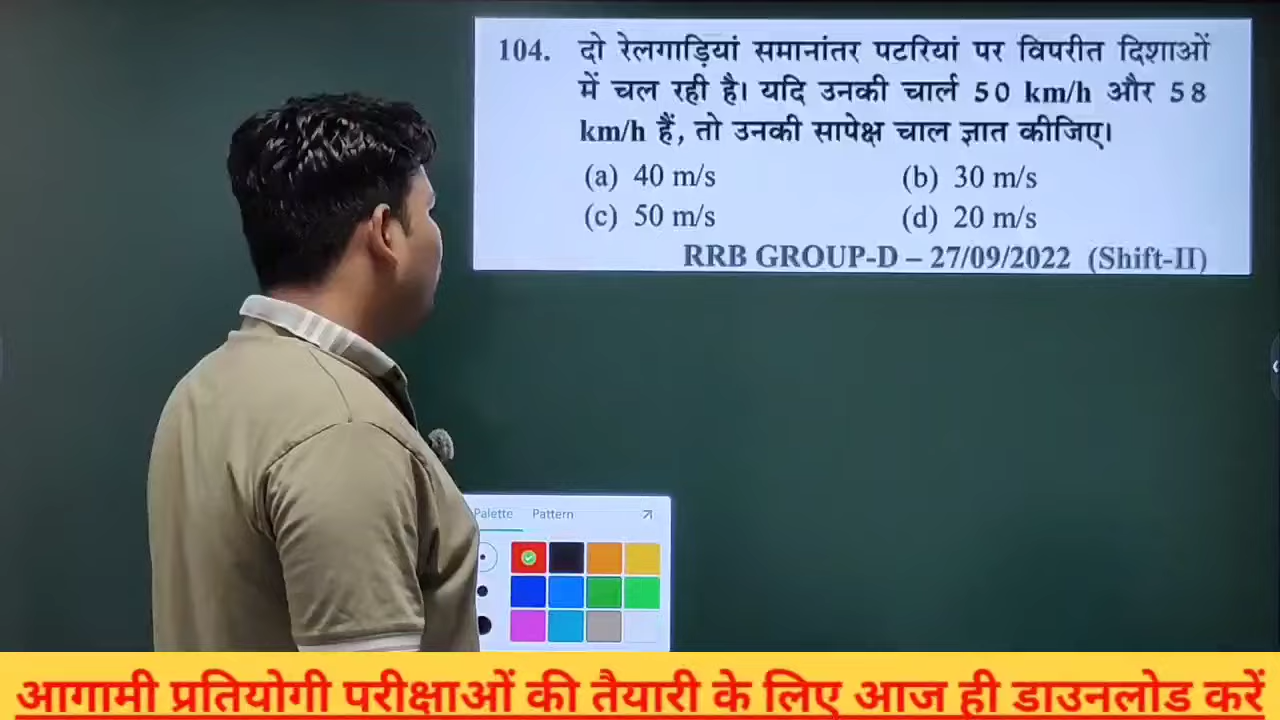 104. दो रेलगाड़ियां समानांतर पटरियां पर विपरीत दिशाओं
में चल रही है। यदि उनकी चार्ल 50 km/h और 58
km/h हैं, तो उनकी सापेक्ष चाल ज्ञात कीजिए।
(a) 40 m/s (b) 30 m/s
(c) 50 m/s (d) 20 m/s
RRB GROUP-D – 27/09/2022 (Shift-II)
Palette Pattern
आगामी प्रतियोगी परीक्षाओं की तैयारी के लिए आज ही डाउनलोड करें